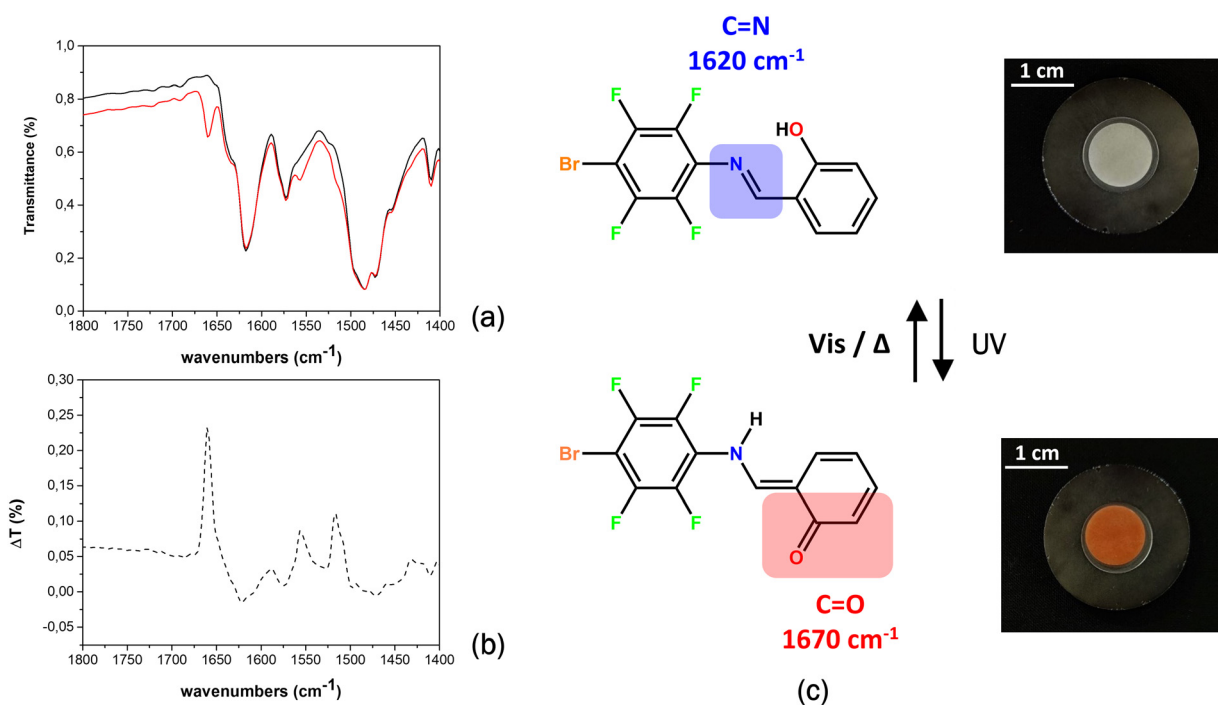 1,0
0,8
0,6
0,4
0,2
0,0
Transmittance (%)
1800 1750 1700 1650 1600 1550 1500 1450 1400
wavenumbers (cm-1)
(a)
0,30
0,25
0,20
0,15
0,10
0,05
0,00
-0,05
ΔT (%)
1800 1750 1700 1650 1600 1550 1500 1450 1400
wavenumbers (cm-1)
(b)
C=N
1620 cm-1
F F
HO
Br N
F F
Vis / Δ UV
F F H
Br N
F F
O
C=O
1670 cm-1
(c)
1 cm
1 cm